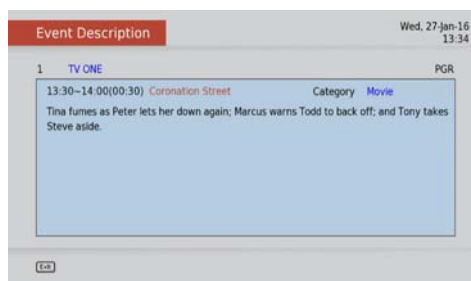 Event Description
Wed, 27-Jan-16
13:34
1 TV ONE PGR
13:30~14:00(00:30) Coronation Street Category Movie
Tina fumes as Peter lets her down again; Marcus warns Todd to back off; and Tony takes
Steve aside.
Exit